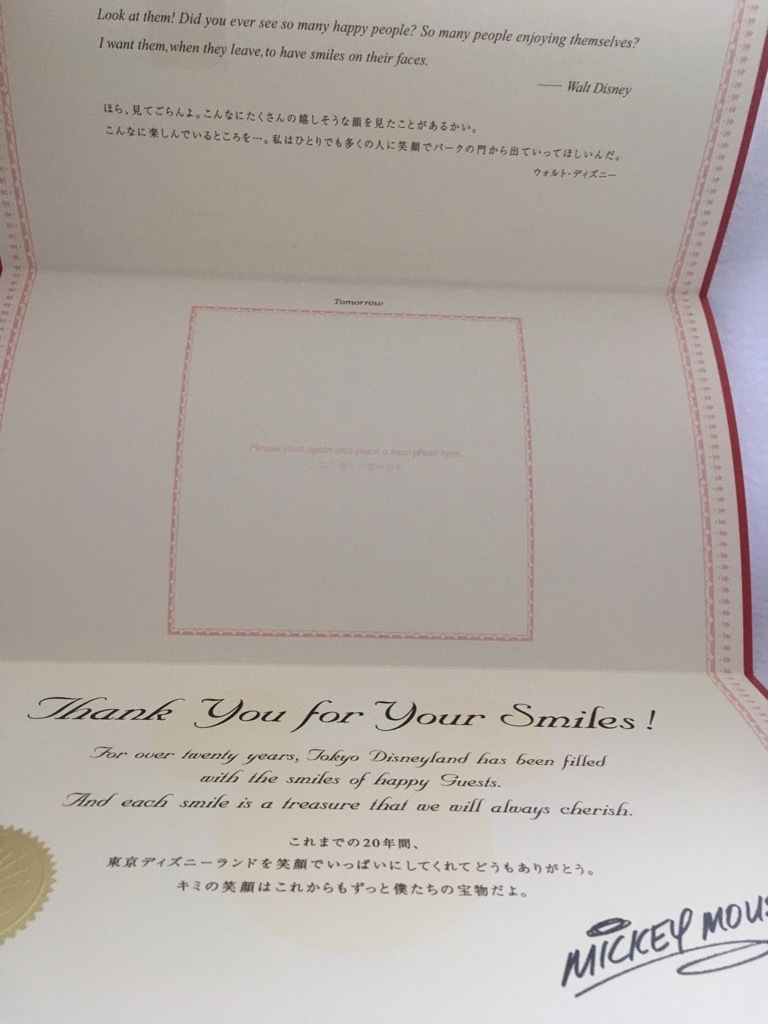 Look at them! Did you ever see so many happy people? So many people enjoying themselves?
I want them, when they leave, to have smiles on their faces.
—— Walt Disney
ほら、見てごらんよ。こんなにたくさんの嬉しそうな顔を見たことがあるかい。
こんなに楽しんでいるところを…。私はひとりでも多くの人に笑顔でパークの門から出ていってほしいんだ。
ウォルト・ディズニー
Tomorrow
Please visit again and place a new photo here.
Thank You for Your Smiles!
For over twenty years, Tokyo Disneyland has been filled
with the smiles of happy Guests.
And each smile is a treasure that we will always cherish.
これまでの20年間、
東京ディズニーランドを笑顔でいっぱいにしてくれてどうもありがとう。
キミの笑顔はこれからもずっと僕たちの宝物だよ。
MICKEY MOUS